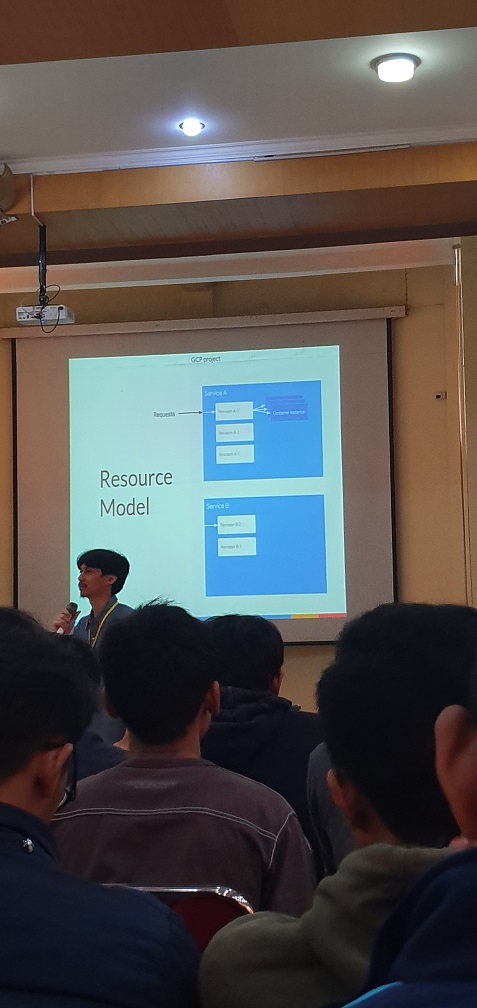 GCP project
Service A
Requests
Revision A-3
Container instance
Revision A-2
Revision A-1
Resource
Model
Service B
Revision B-2
Revision B-1